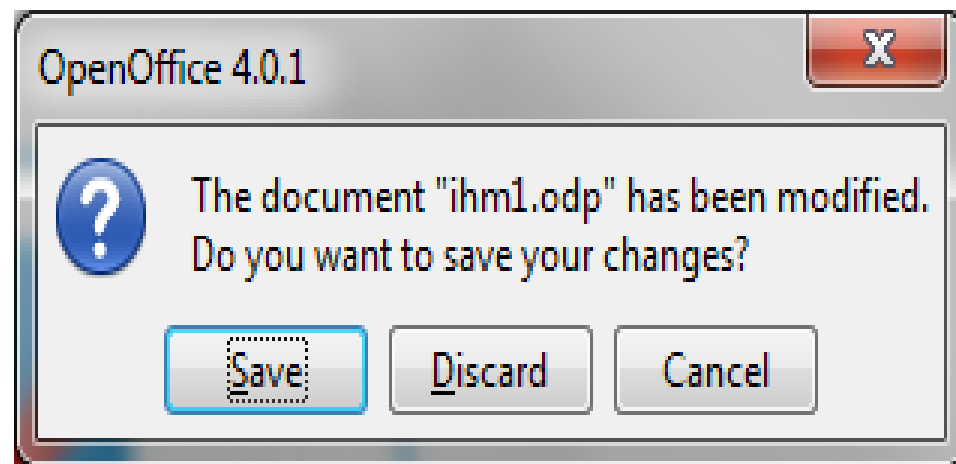 OpenOffice 4.0.1
The document "ihm1.odp" has been modified.
Do you want to save your changes?
Save Discard Cancel